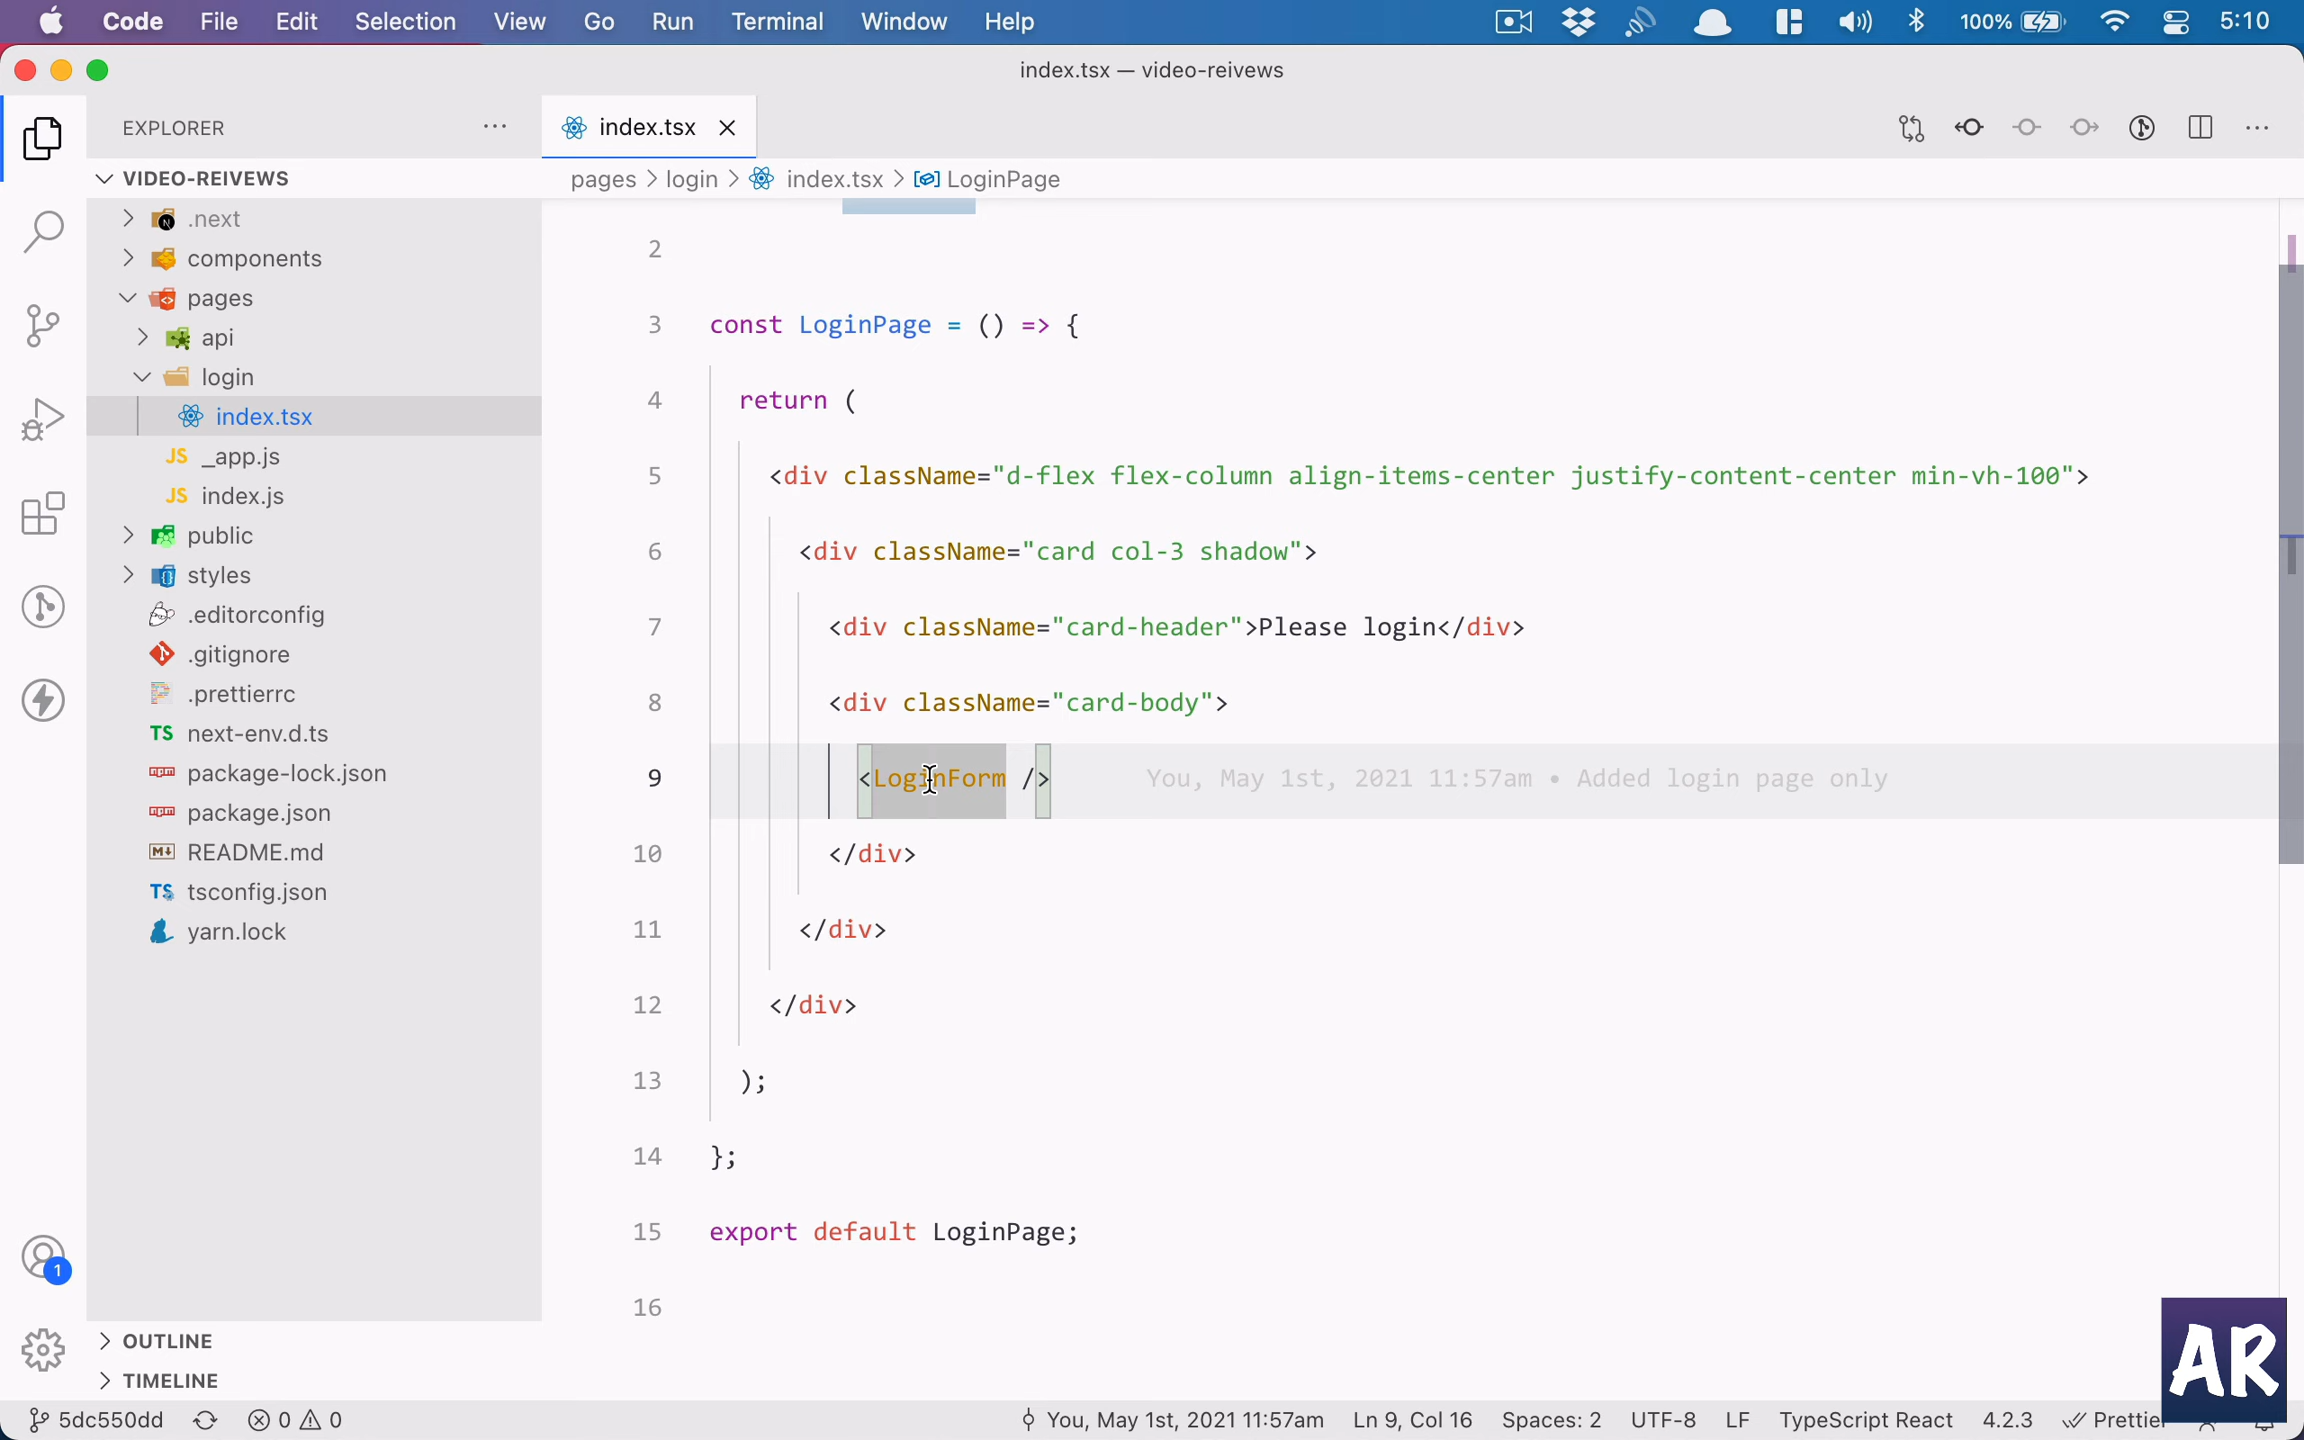 Code File Edit Selection View Go Run Terminal Window Help 100% 5:10
index.tsx — video-reivews
EXPLORER ···
index.tsx
pages > login > index.tsx > LoginPage
VIDEO-REIVEWS
.next
components
pages
api
login
index.tsx
JS _app.js
JS index.js
public
styles
.editorconfig
.gitignore
.prettierrc
TS next-env.d.ts
package-lock.json
package.json
README.md
TS tsconfig.json
yarn.lock
OUTLINE
TIMELINE
2
3 const LoginPage = () => {
4 return (
5 <div className="d-flex flex-column align-items-center justify-content-center min-vh-100">
6 <div className="card col-3 shadow">
7 <div className="card-header">Please login</div>
8 <div className="card-body">
9 <LoginForm /> You, May 1st, 2021 11:57am • Added login page only
10 </div>
11 </div>
12 </div>
13 );
14 };
15 export default LoginPage;
16
1
AR
5dc550dd 0 0 You, May 1st, 2021 11:57am Ln 9, Col 16 Spaces: 2 UTF-8 LF TypeScript React 4.2.3 Prettier